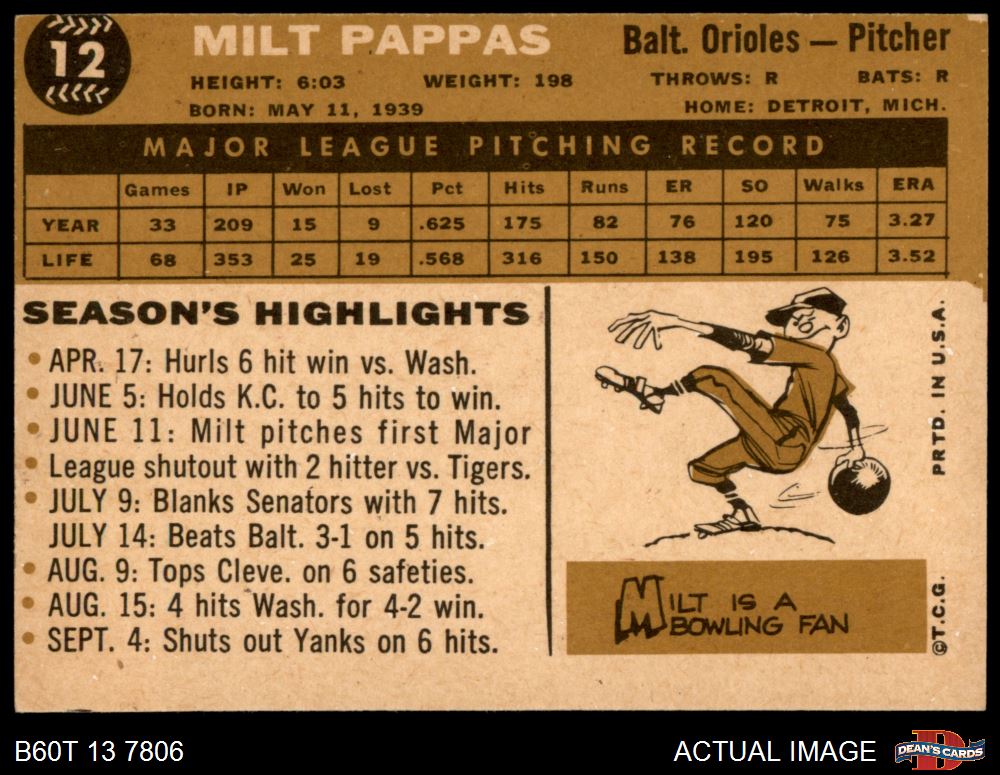 12
MILT PAPPAS
Balt. Orioles — Pitcher
HEIGHT: 6:03 WEIGHT: 198 THROWS: R BATS: R
BORN: MAY 11, 1939 HOME: DETROIT, MICH.
MAJOR LEAGUE PITCHING RECORD
Games IP Won Lost Pct Hits Runs ER SO Walks ERA
YEAR 33 209 15 9 .625 175 82 76 120 75 3.27
LIFE 68 353 25 19 .568 316 150 138 195 126 3.52
SEASON'S HIGHLIGHTS
• APR. 17: Hurls 6 hit win vs. Wash.
• JUNE 5: Holds K.C. to 5 hits to win.
• JUNE 11: Milt pitches first Major
• League shutout with 2 hitter vs. Tigers.
• JULY 9: Blanks Senators with 7 hits.
JULY 14: Beats Balt. 3-1 on 5 hits.
• AUG. 9: Tops Cleve. on 6 safeties.
• AUG. 15: 4 hits Wash. for 4-2 win.
• SEPT. 4: Shuts out Yanks on 6 hits.
MILT IS A
BOWLING FAN
©T.C.G. PRTD. IN U.S.A.
B60T 13 7806
ACTUAL IMAGE
D
DEAN'S CARDS